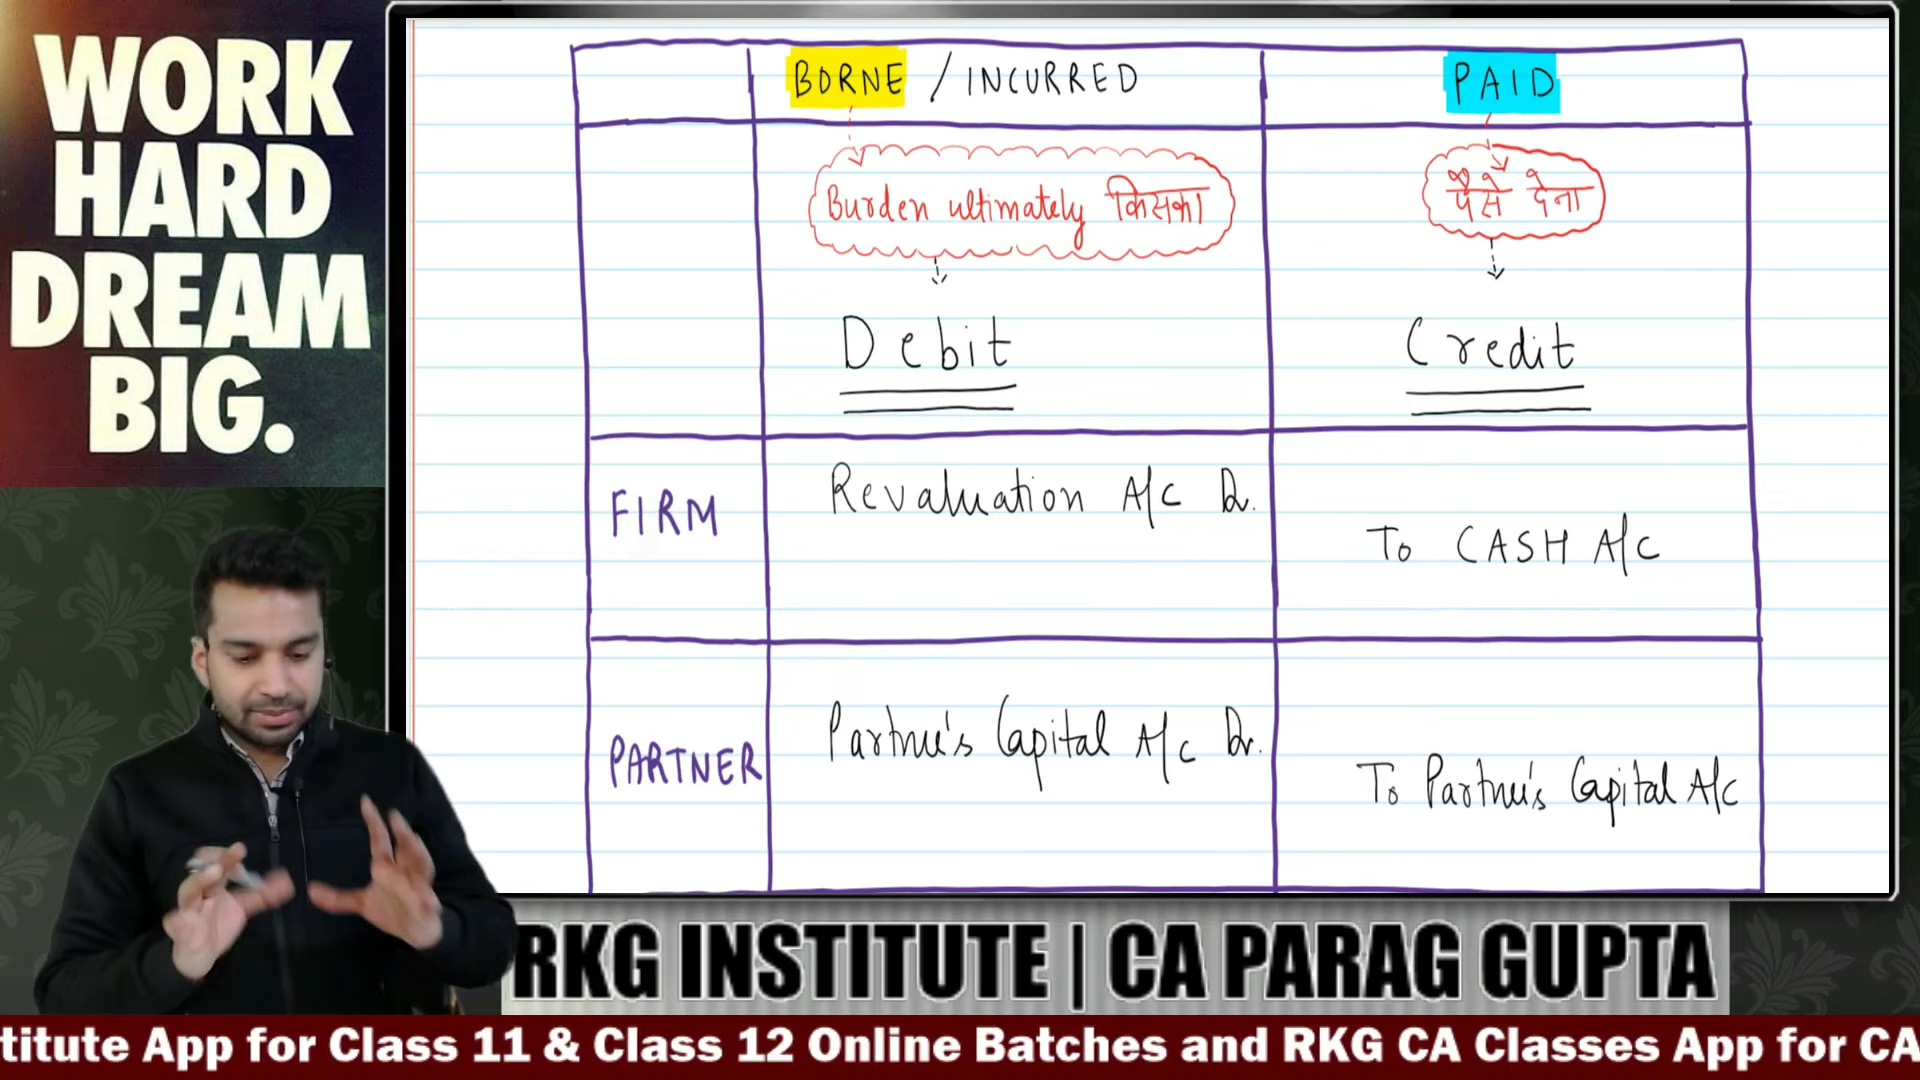 WORK
HARD
DREAM
BIG.
BORNE / INCURRED
PAID
Burden ultimately किसका
पैसे देना
Debit
Credit
FIRM
Revaluation A/c Dr.
To CASH A/c
PARTNER
Partner's Capital A/c Dr.
To Partner's Capital A/c
RKG INSTITUTE | CA PARAG GUPTA
titute App for Class 11 & Class 12 Online Batches and RKG CA Classes App for CA